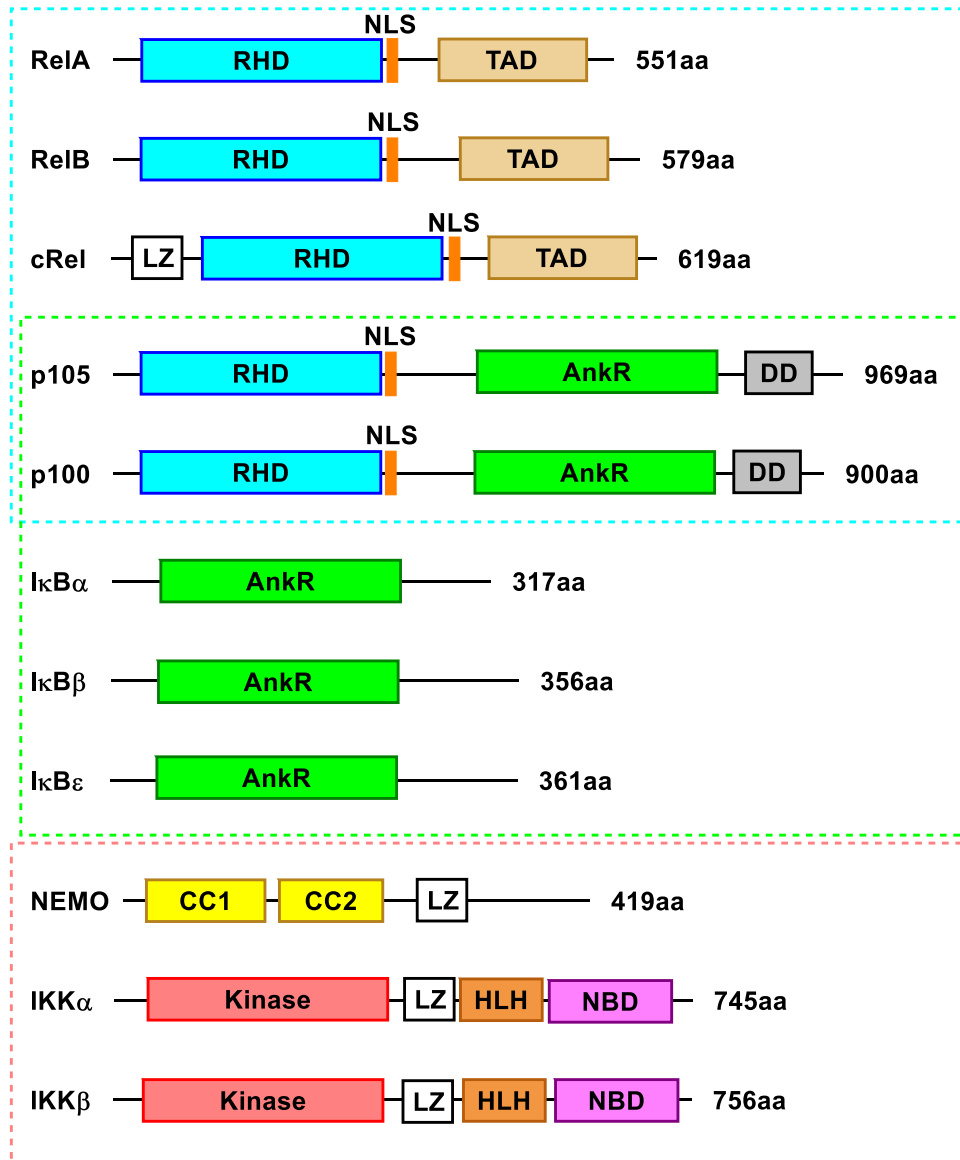 NLS
RelA RHD TAD 551aa
NLS
RelB RHD TAD 579aa
NLS
cRel LZ RHD TAD 619aa
NLS
p105 RHD AnkR DD 969aa
NLS
p100 RHD AnkR DD 900aa
IκBα AnkR 317aa
IκBβ AnkR 356aa
IκBε AnkR 361aa
NEMO CC1 CC2 LZ 419aa
IKKα Kinase LZ HLH NBD 745aa
IKKβ Kinase LZ HLH NBD 756aa